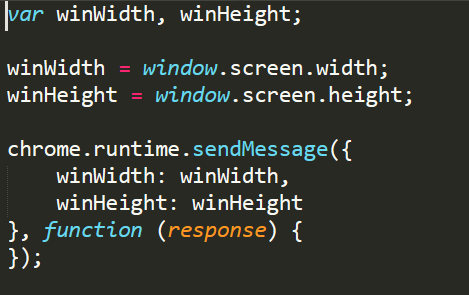 var winWidth, winHeight;
winWidth = window.screen.width;
winHeight = window.screen.height;
chrome.runtime.sendMessage({
    winWidth: winWidth,
    winHeight: winHeight
}, function (response) {
});